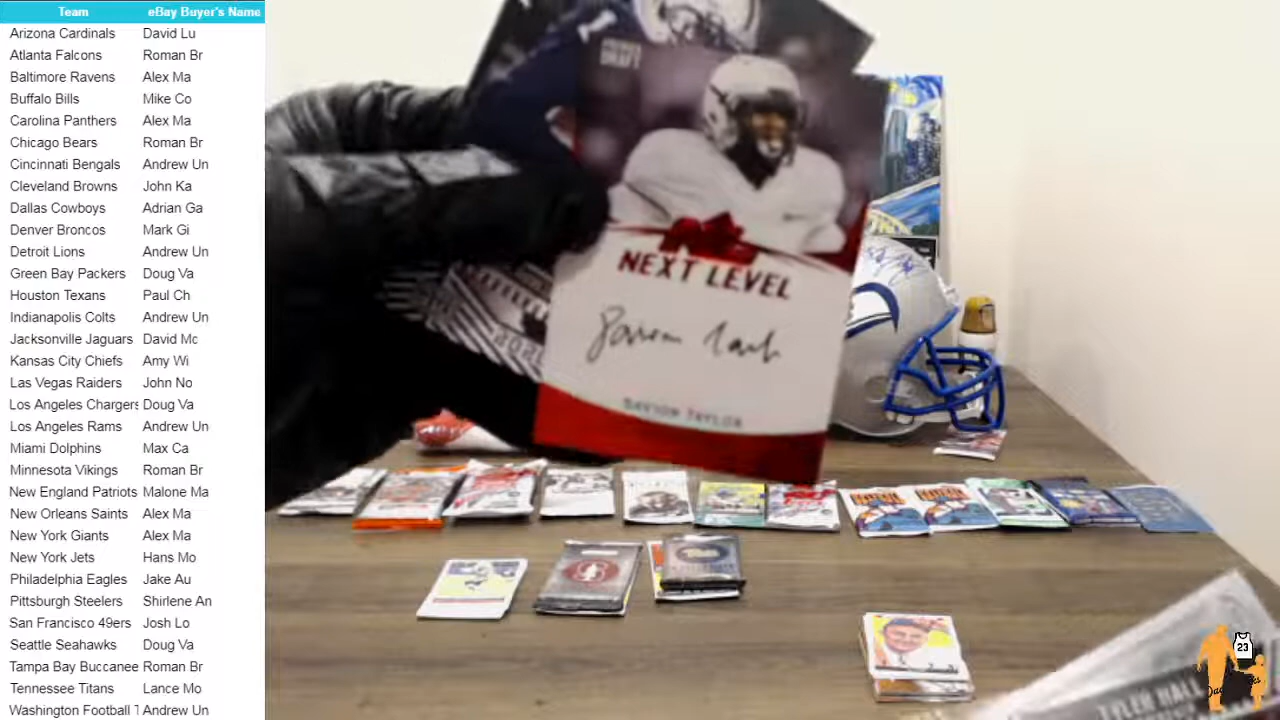 Team eBay Buyer's Name
Arizona Cardinals David Lu
Atlanta Falcons Roman Br
Baltimore Ravens Alex Ma
Buffalo Bills Mike Co
Carolina Panthers Alex Ma
Chicago Bears Roman Br
Cincinnati Bengals Andrew Un
Cleveland Browns John Ka
Dallas Cowboys Adrian Ga
Denver Broncos Mark Gi
Detroit Lions Andrew Un
Green Bay Packers Doug Va
Houston Texans Paul Ch
Indianapolis Colts Andrew Un
Jacksonville Jaguars David Mc
Kansas City Chiefs Amy Wi
Las Vegas Raiders John No
Los Angeles Chargers Doug Va
Los Angeles Rams Andrew Un
Miami Dolphins Max Ca
Minnesota Vikings Roman Br
New England Patriots Malone Ma
New Orleans Saints Alex Ma
New York Giants Alex Ma
New York Jets Hans Mo
Philadelphia Eagles Jake Au
Pittsburgh Steelers Shirlene An
San Francisco 49ers Josh Lo
Seattle Seahawks Doug Va
Tampa Bay Buccanee Roman Br
Tennessee Titans Lance Mo
Washington Football T Andrew Un
DRAFT
NEXT LEVEL
DAVION TAYLOR
TYLER HALL
23